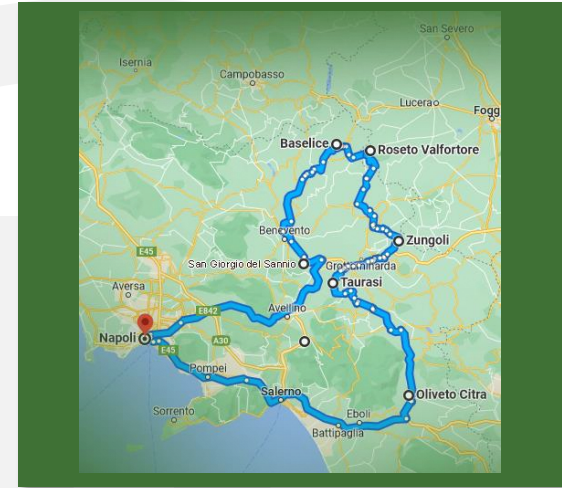 San Severo
Isernia
Campobasso
Lucera
Fogg
Baselice
Roseto Valfortore
Benevento
Zungoli
E45
San Giorgio del Sannio
Grottaminarda
Taurasi
Aversa
E842
Avellino
Napoli
E45
A30
Pompei
Salerno
Oliveto Citra
Sorrento
Eboli
Battipaglia